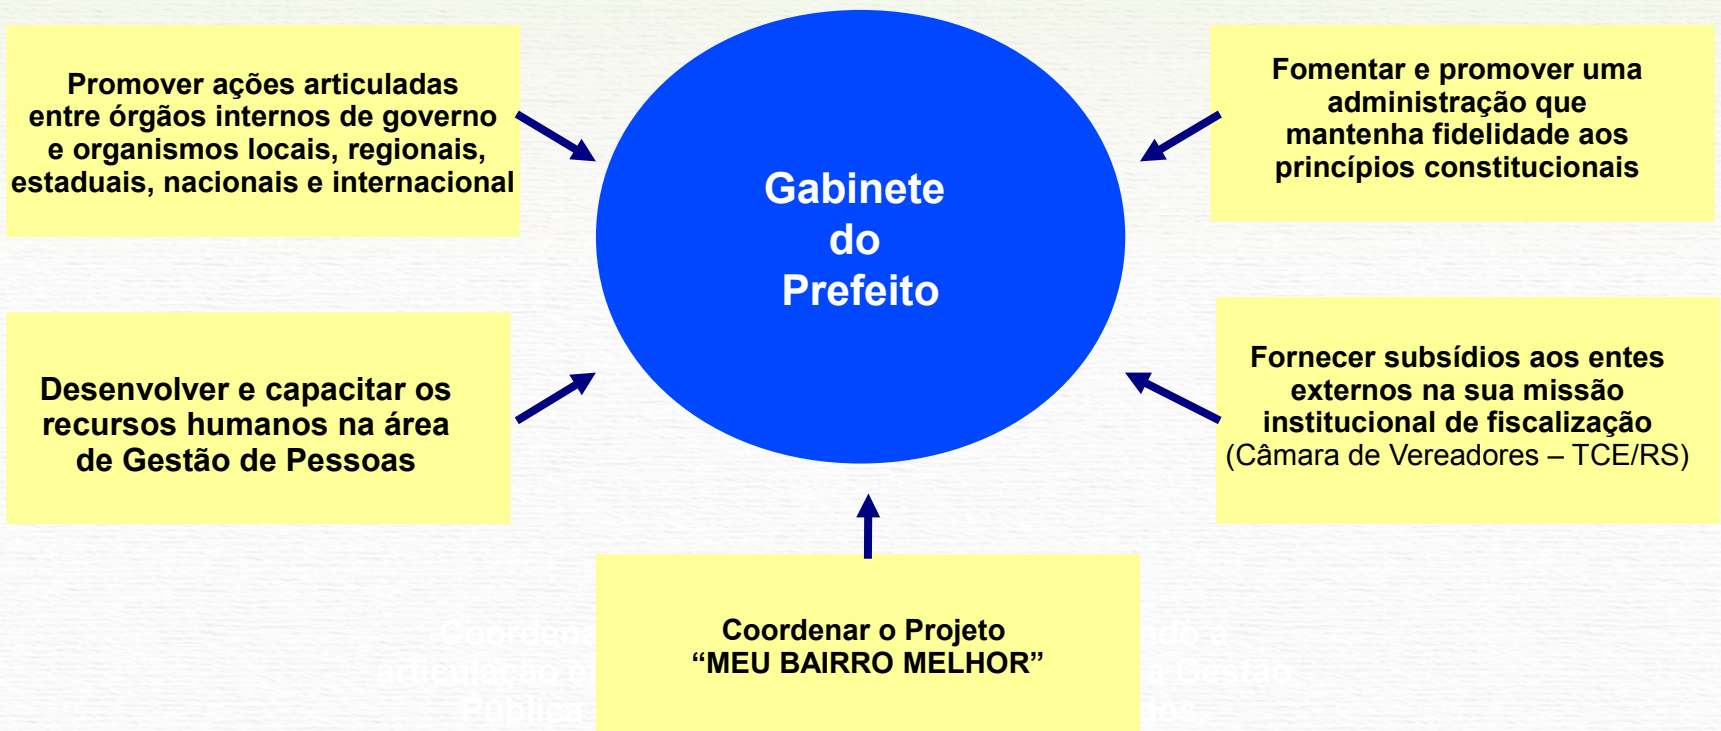 Promover ações articuladas
entre órgãos internos de governo
e organismos locais, regionais,
estaduais, nacionais e internacional
Gabinete
do
Prefeito
Fomentar e promover uma
administração que
mantenha fidelidade aos
princípios constitucionais
Desenvolver e capacitar os
recursos humanos na área
de Gestão de Pessoas
Fornecer subsídios aos entes
externos na sua missão
institucional de fiscalização
(Câmara de Vereadores – TCE/RS)
Coordenar o Projeto
“MEU BAIRRO MELHOR”
a
articulação
Gestão
Pública